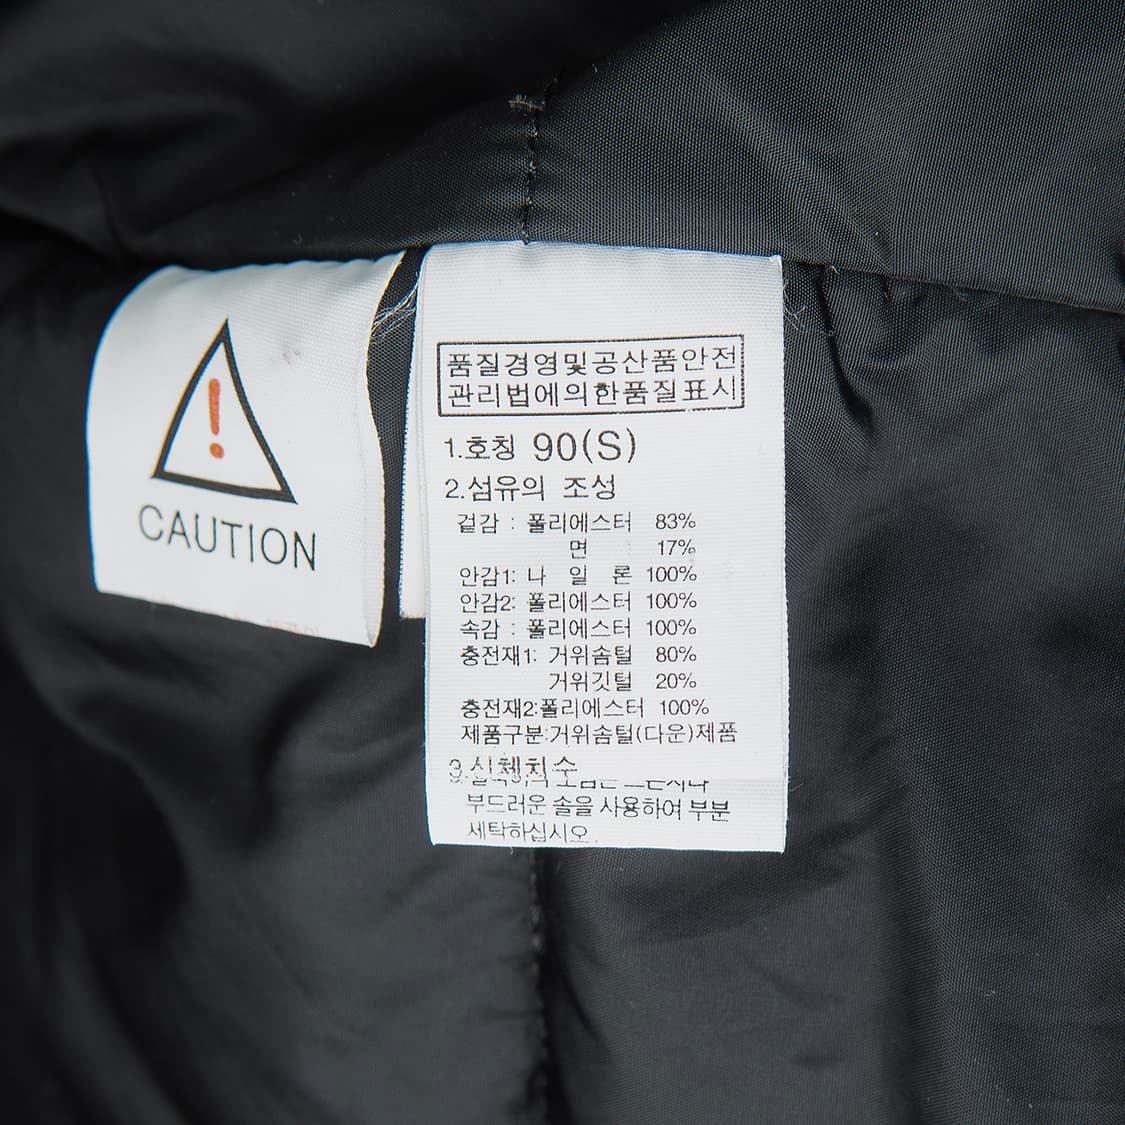 CAUTION
품질경영및공산품안전
관리법에의한품질표시
1.호칭 90(S)
2.섬유의 조성
겉감 : 폴리에스터 83%
면 17%
안감1: 나 일 론 100%
안감2: 폴리에스터 100%
속감 : 폴리에스터 100%
충전재1: 거위솜털 80%
거위깃털 20%
충전재2:폴리에스터 100%
제품구분:거위솜털(다운)제품
3.신체치수
부드러운 솔을 사용하여 부분
세탁하십시오.